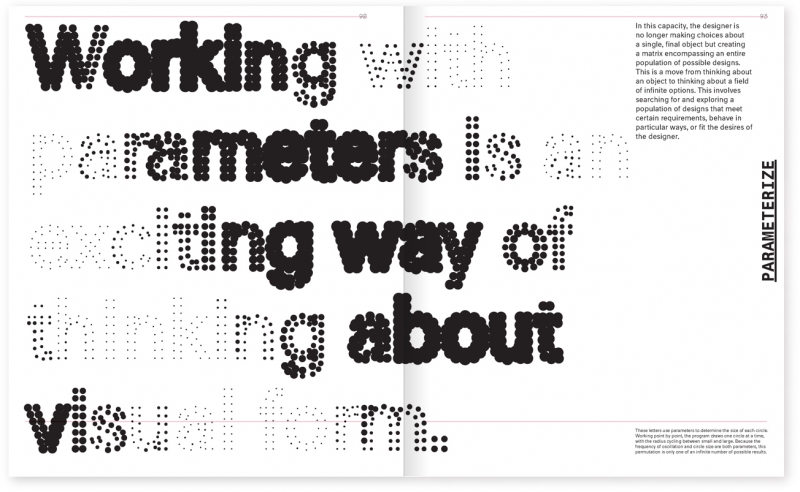 98
93
Working with
parameters is an
exciting way of
thinking about
visual form.
In this capacity, the designer is
no longer making choices about
a single, final object but creating
a matrix encompassing an entire
population of possible designs.
This is a move from thinking about
an object to thinking about a field
of infinite options. This involves
searching for and exploring a
population of designs that meet
certain requirements, behave in
particular ways, or fit the desires of
the designer.
PARAMETERIZE
These letters use parameters to determine the size of each circle.
Working point by point, the program draws one circle at a time,
with the radius cycling between small and large. Because the
frequency of oscillation and circle size are both parameters, this
permutation is only one of an infinite number of possible results.